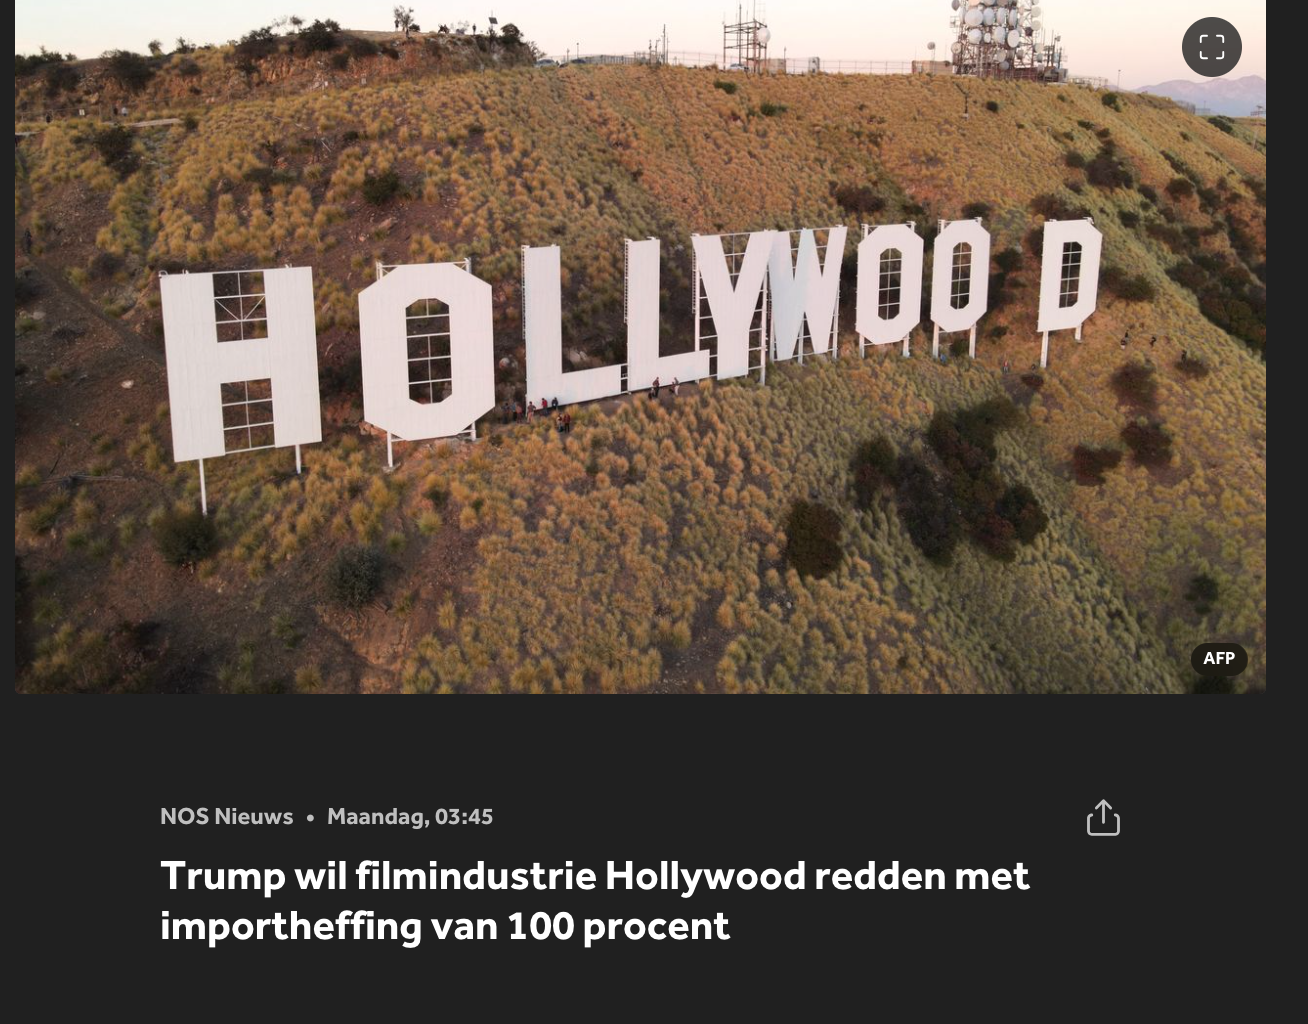 HOLLYWOOD
AFP
NOS Nieuws • Maandag, 03:45
Trump wil filmindustrie Hollywood redden met
importheffing van 100 procent